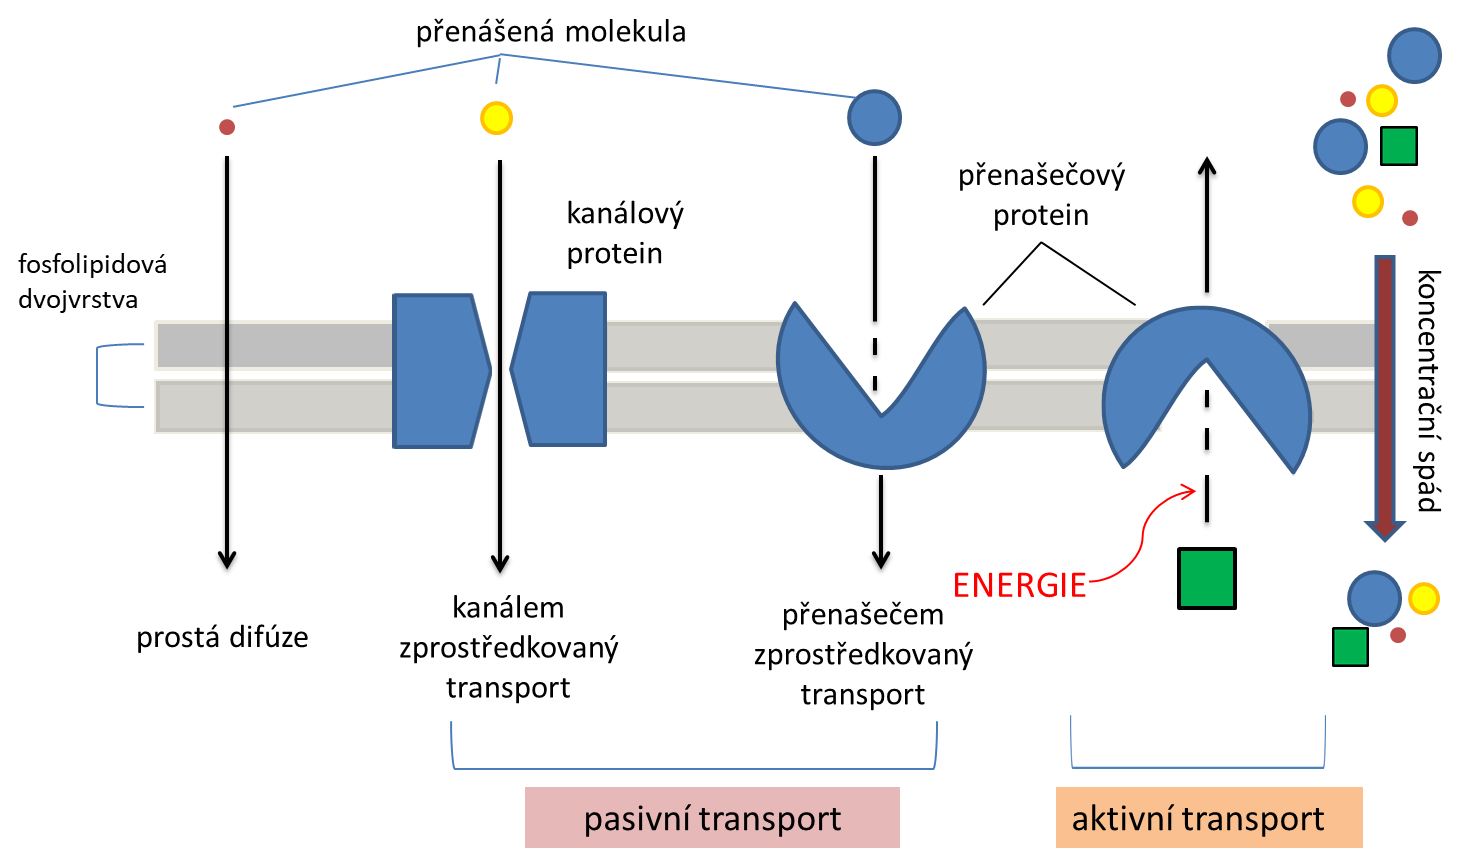 přenášená molekula
přenašečový
protein
kanálový
protein
fosfolipidová
dvojvrstva
koncentrační spád
ENERGIE
prostá difúze
kanálem
zprostředkovaný
transport
přenašečem
zprostředkovaný
transport
pasivní transport
aktivní transport